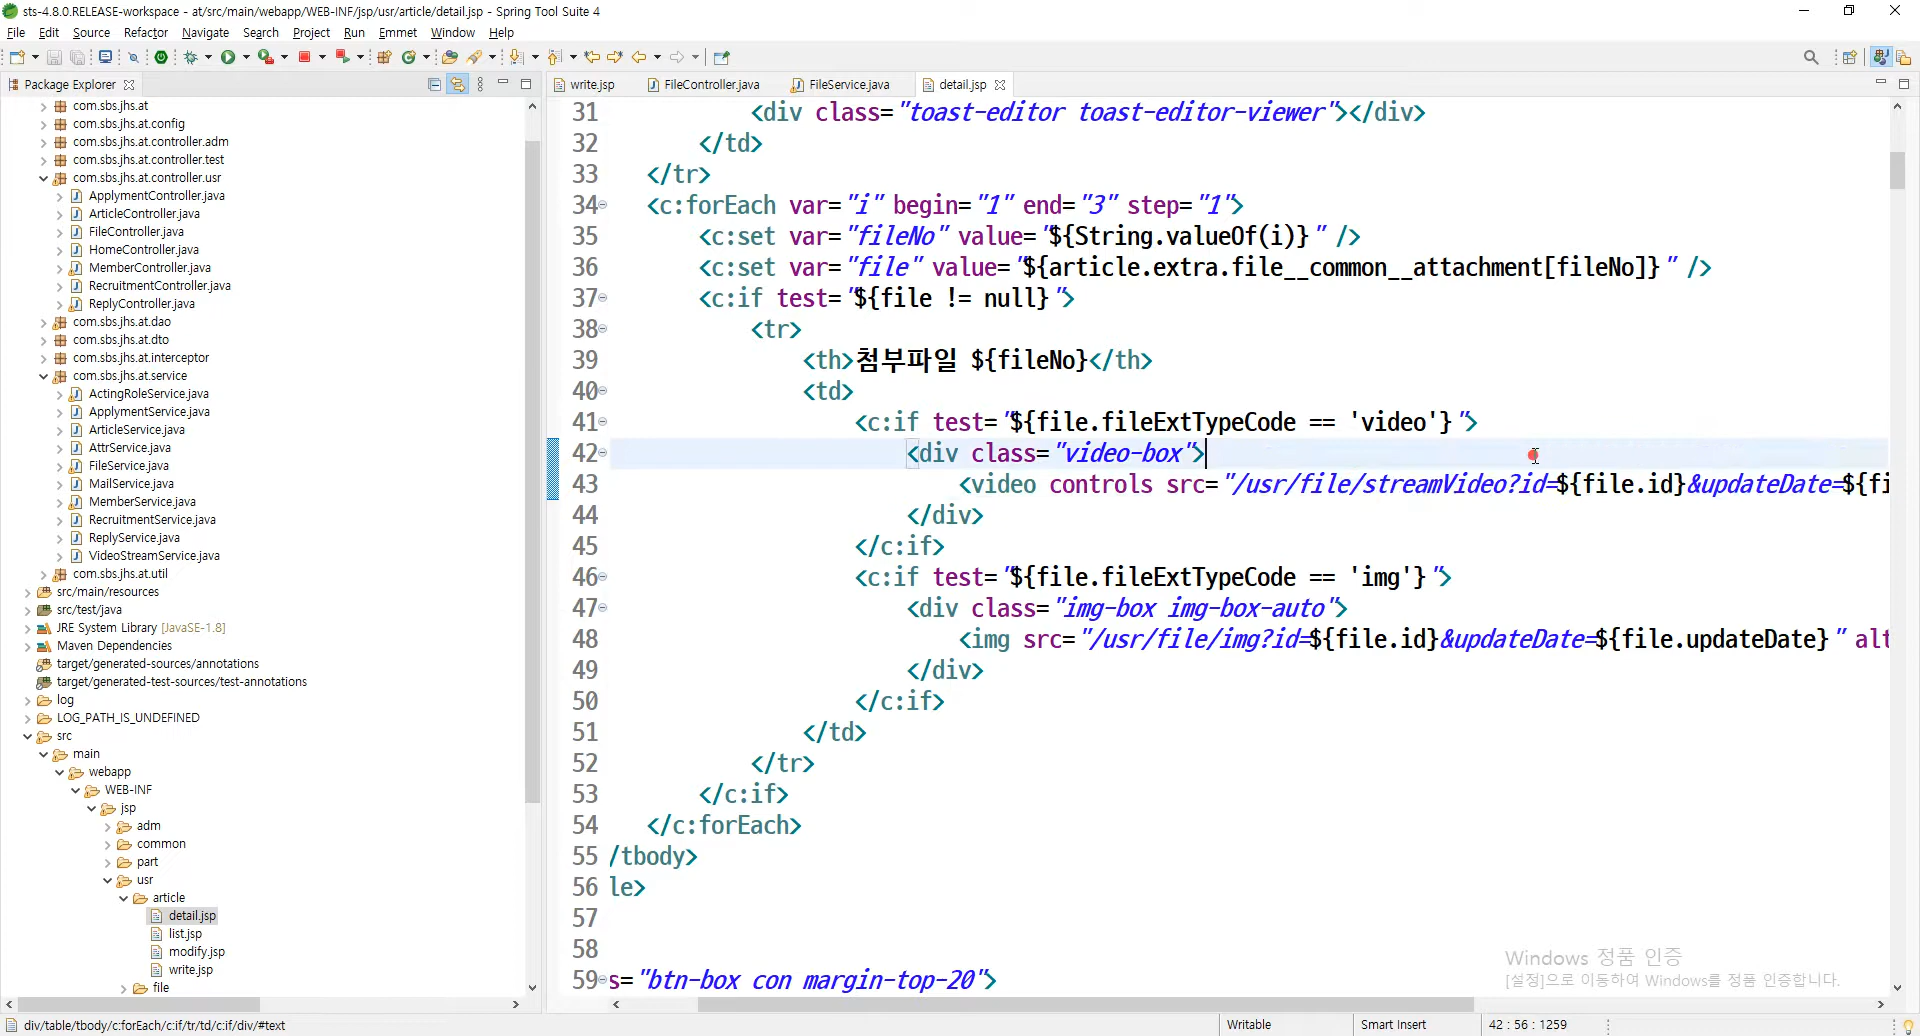 sts-4.8.0.RELEASE-workspace - at/src/main/webapp/WEB-INF/jsp/usr/article/detail.jsp - Spring Tool Suite 4
File Edit Source Refactor Navigate Search Project Run Emmet Window Help
Package Explorer
com.sbs.jhs.at
com.sbs.jhs.at.config
com.sbs.jhs.at.controller.adm
com.sbs.jhs.at.controller.test
com.sbs.jhs.at.controller.usr
ApplymentController.java
ArticleController.java
FileController.java
HomeController.java
MemberController.java
RecruitmentController.java
ReplyController.java
com.sbs.jhs.at.dao
com.sbs.jhs.at.dto
com.sbs.jhs.at.interceptor
com.sbs.jhs.at.service
ActingRoleService.java
ApplymentService.java
ArticleService.java
AttrService.java
FileService.java
MailService.java
MemberService.java
RecruitmentService.java
ReplyService.java
VideoStreamService.java
com.sbs.jhs.at.util
src/main/resources
src/test/java
JRE System Library [JavaSE-1.8]
Maven Dependencies
target/generated-sources/annotations
target/generated-test-sources/test-annotations
log
LOG_PATH_IS_UNDEFINED
src
main
webapp
WEB-INF
jsp
adm
common
part
usr
article
detail.jsp
list.jsp
modify.jsp
write.jsp
file
write.jsp FileController.java FileService.java detail.jsp
31 <div class="toast-editor toast-editor-viewer"></div>
32 </td>
33 </tr>
34 <c:forEach var="i" begin="1" end="3" step="1">
35 <c:set var="fileNo" value="${String.valueOf(i)}" />
36 <c:set var="file" value="${article.extra.file__common__attachment[fileNo]}" />
37 <c:if test="${file != null}">
38 <tr>
39 <th>첨부파일 ${fileNo}</th>
40 <td>
41 <c:if test="${file.fileExtTypeCode == 'video'}">
42 <div class="video-box">
43 <video controls src="/usr/file/streamVideo?id=${file.id}&updateDate=${fi
44 </div>
45 </c:if>
46 <c:if test="${file.fileExtTypeCode == 'img'}">
47 <div class="img-box img-box-auto">
48 <img src="/usr/file/img?id=${file.id}&updateDate=${file.updateDate}" alt
49 </div>
50 </c:if>
51 </td>
52 </tr>
53 </c:if>
54 </c:forEach>
55 /tbody>
56 le>
57
58
59 s="btn-box con margin-top-20">
Windows 정품 인증
[설정]으로 이동하여 Windows를 정품 인증합니다.
div/table/tbody/c:forEach/c:if/tr/td/c:if/div/#text
Writable Smart Insert 42 : 56 : 1259